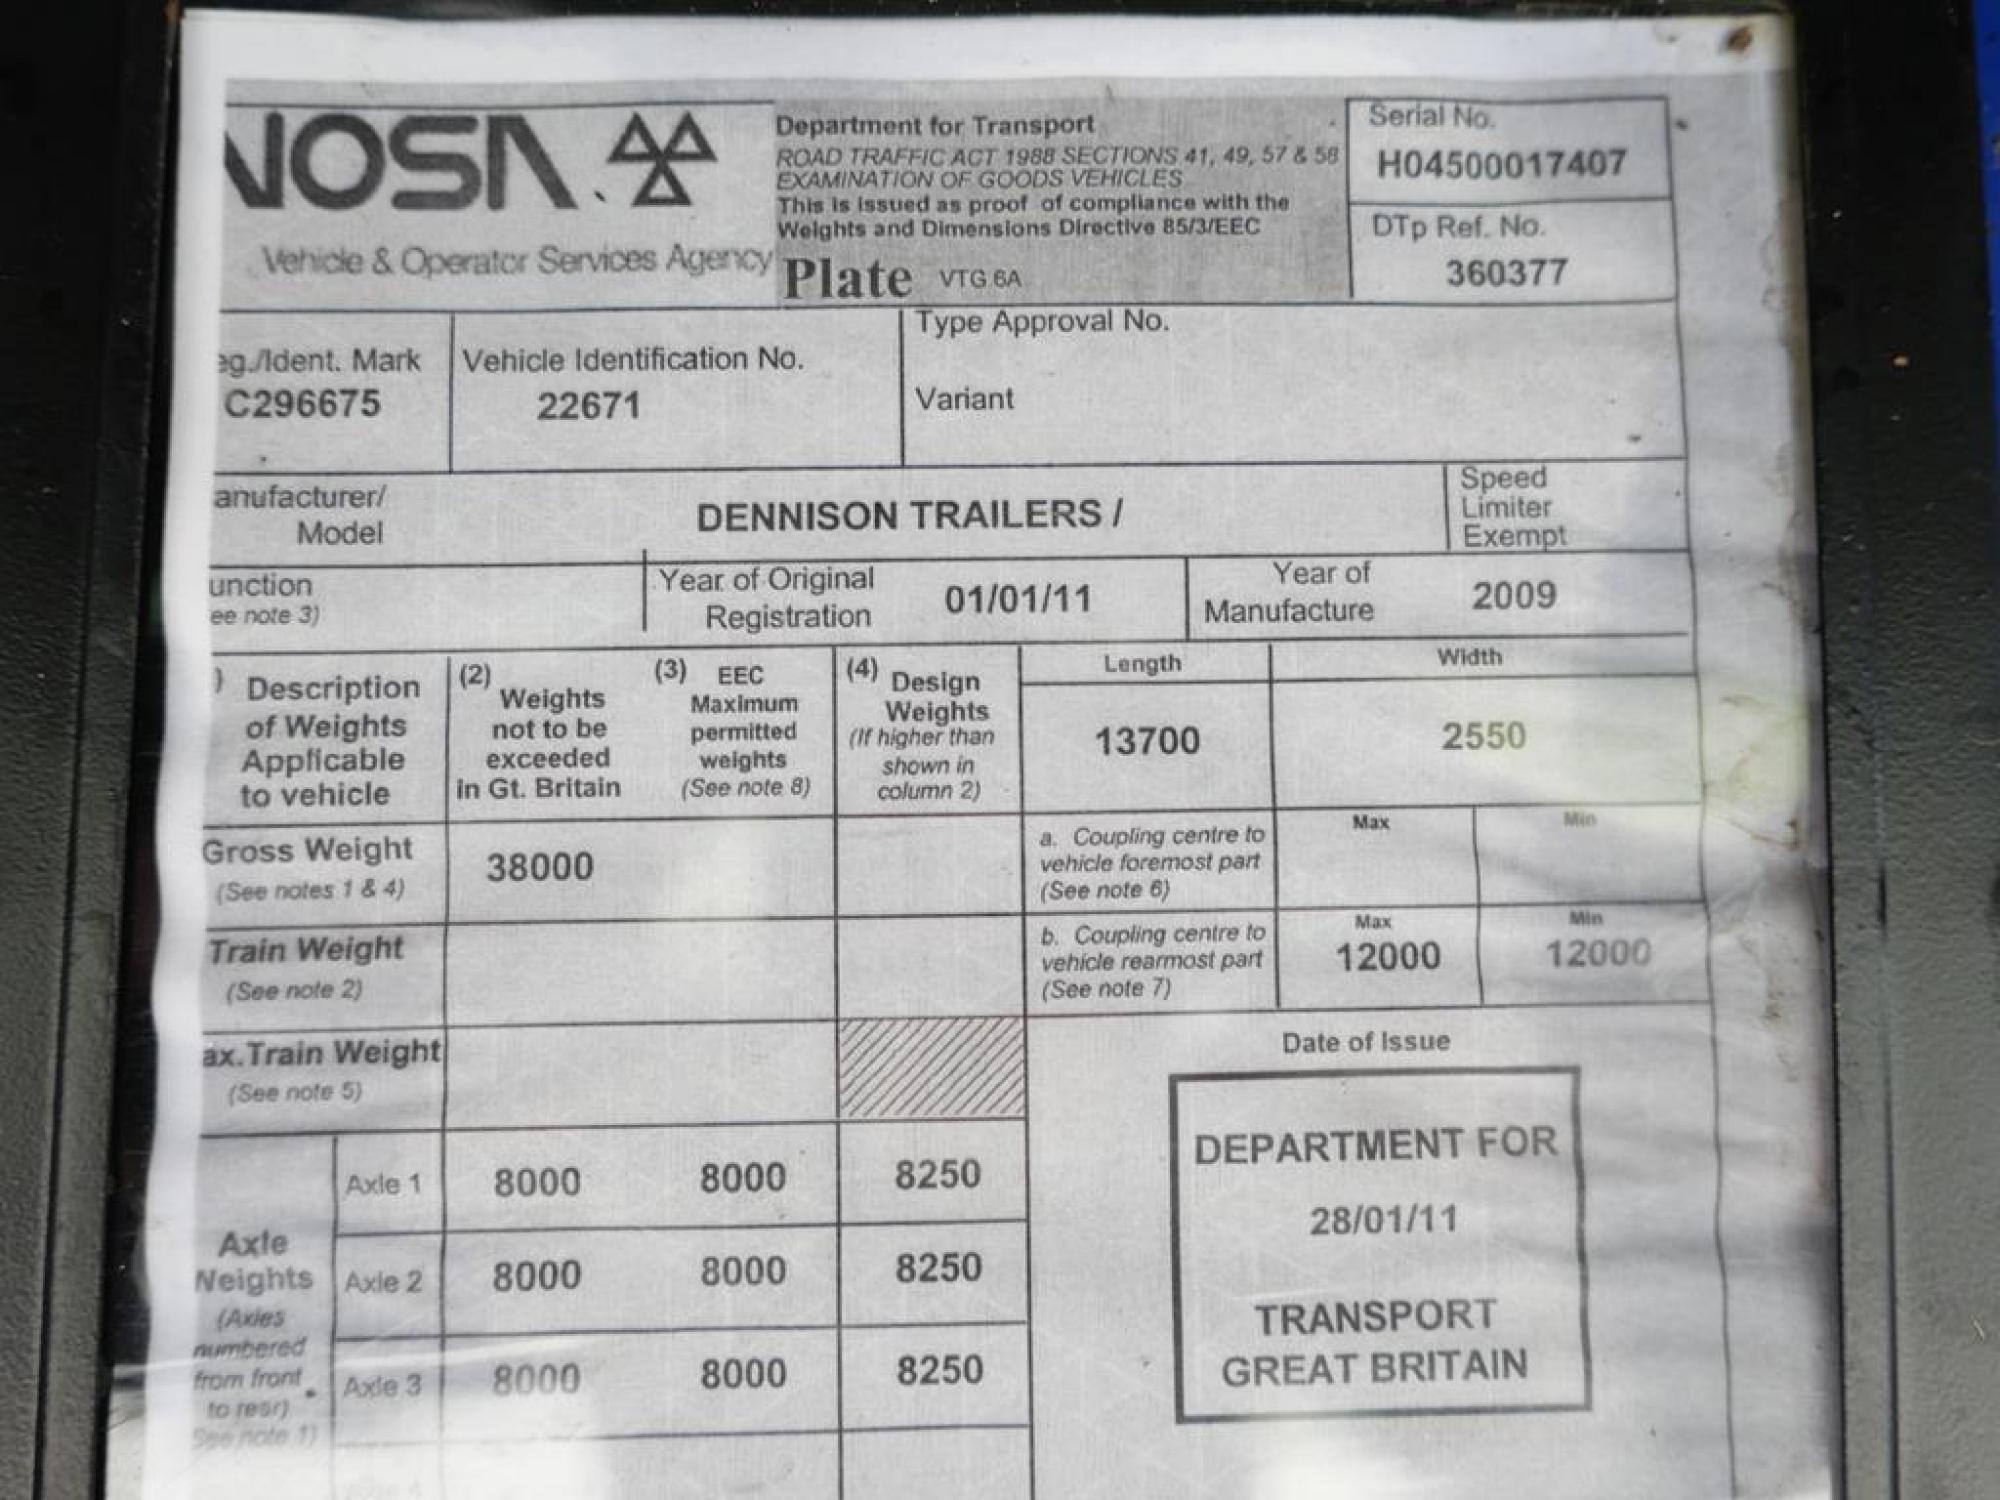 VOSA
Department for Transport
ROAD TRAFFIC ACT 1988 SECTIONS 41, 49, 57 & 58
EXAMINATION OF GOODS VEHICLES
This is issued as proof of compliance with the
Weights and Dimensions Directive 85/3/EEC
Vehicle & Operator Services Agency
Plate VTG 6A
Serial No.
H04500017407
DTp Ref. No.
360377
eg./Ident. Mark
C296675
Vehicle Identification No.
22671
Type Approval No.
Variant
anufacturer/
Model
DENNISON TRAILERS /
Speed
Limiter
Exempt
unction
ee note 3)
Year of Original
Registration
01/01/11
Year of
Manufacture
2009
) Description
of Weights
Applicable
to vehicle
(2) Weights
not to be
exceeded
in Gt. Britain
(3) EEC
Maximum
permitted
weights
(See note 8)
(4) Design
Weights
(If higher than
shown in
column 2)
Length
13700
Width
2550
Gross Weight
(See notes 1 & 4)
38000
a. Coupling centre to
vehicle foremost part
(See note 6)
Max
Min
Train Weight
(See note 2)
b. Coupling centre to
vehicle rearmost part
(See note 7)
Max
12000
Min
12000
ax.Train Weight
(See note 5)
Date of Issue
DEPARTMENT FOR
28/01/11
TRANSPORT
GREAT BRITAIN
Axle
Weights
(Axles
numbered
from front
to rear)
See note 1)
Axle 1 8000 8000 8250
Axle 2 8000 8000 8250
Axle 3 8000 8000 8250